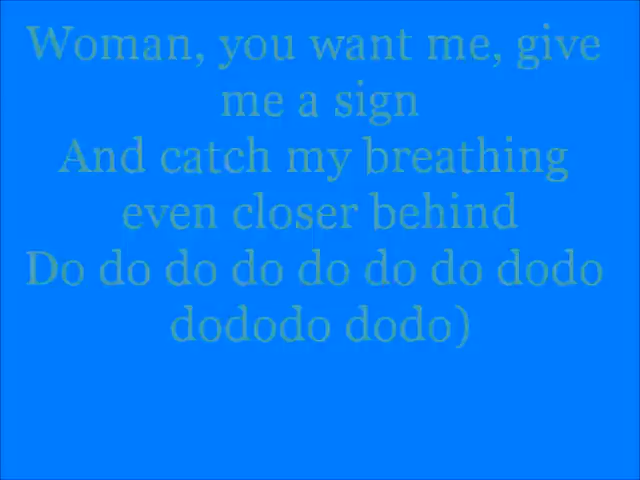 Woman, you want me, give
me a sign
And catch my breathing
even closer behind
Do do do do do do do dodo
dododo dodo)